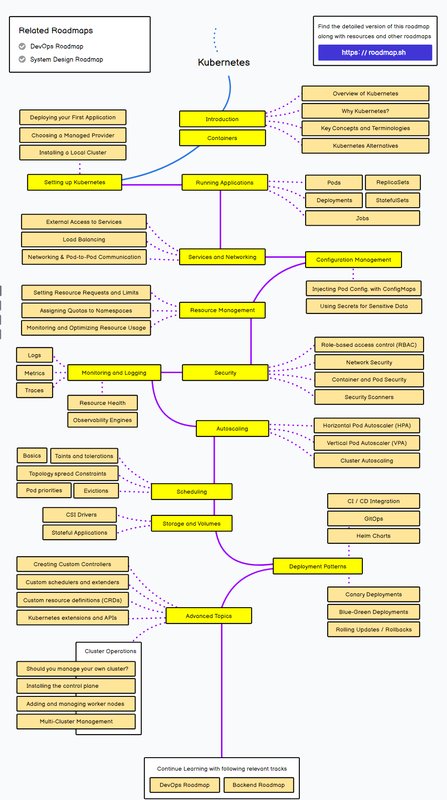 Related Roadmaps
DevOps Roadmap
System Design Roadmap
Find the detailed version of this roadmap
along with resources and other roadmaps
https: // roadmap.sh
Kubernetes
Introduction
Containers
Overview of Kubernetes
Why Kubernetes?
Key Concepts and Terminologies
Kubernetes Alternatives
Deploying your First Application
Choosing a Managed Provider
Installing a Local Cluster
Setting up Kubernetes
Running Applications
Pods
ReplicaSets
Deployments
StatefulSets
Jobs
External Access to Services
Load Balancing
Networking & Pod-to-Pod Communication
Services and Networking
Configuration Management
Injecting Pod Config. with ConfigMaps
Using Secrets for Sensitive Data
Setting Resource Requests and Limits
Assigning Quotas to Namespaces
Monitoring and Optimizing Resource Usage
Resource Management
Role-based access control (RBAC)
Network Security
Container and Pod Security
Security Scanners
Logs
Metrics
Traces
Monitoring and Logging
Security
Resource Health
Observability Engines
Autoscaling
Horizontal Pod Autoscaler (HPA)
Vertical Pod Autoscaler (VPA)
Cluster Autoscaling
Basics
Taints and tolerations
Topology spread Constraints
Pod priorities
Evictions
Scheduling
CSI Drivers
Stateful Applications
Storage and Volumes
CI / CD Integration
GitOps
Helm Charts
Deployment Patterns
Canary Deployments
Blue-Green Deployments
Rolling Updates / Rollbacks
Creating Custom Controllers
Custom schedulers and extenders
Custom resource definitions (CRDs)
Kubernetes extensions and APIs
Advanced Topics
Cluster Operations
Should you manage your own cluster?
Installing the control plane
Adding and managing worker nodes
Multi-Cluster Management
Continue Learning with following relevant tracks
DevOps Roadmap
Backend Roadmap